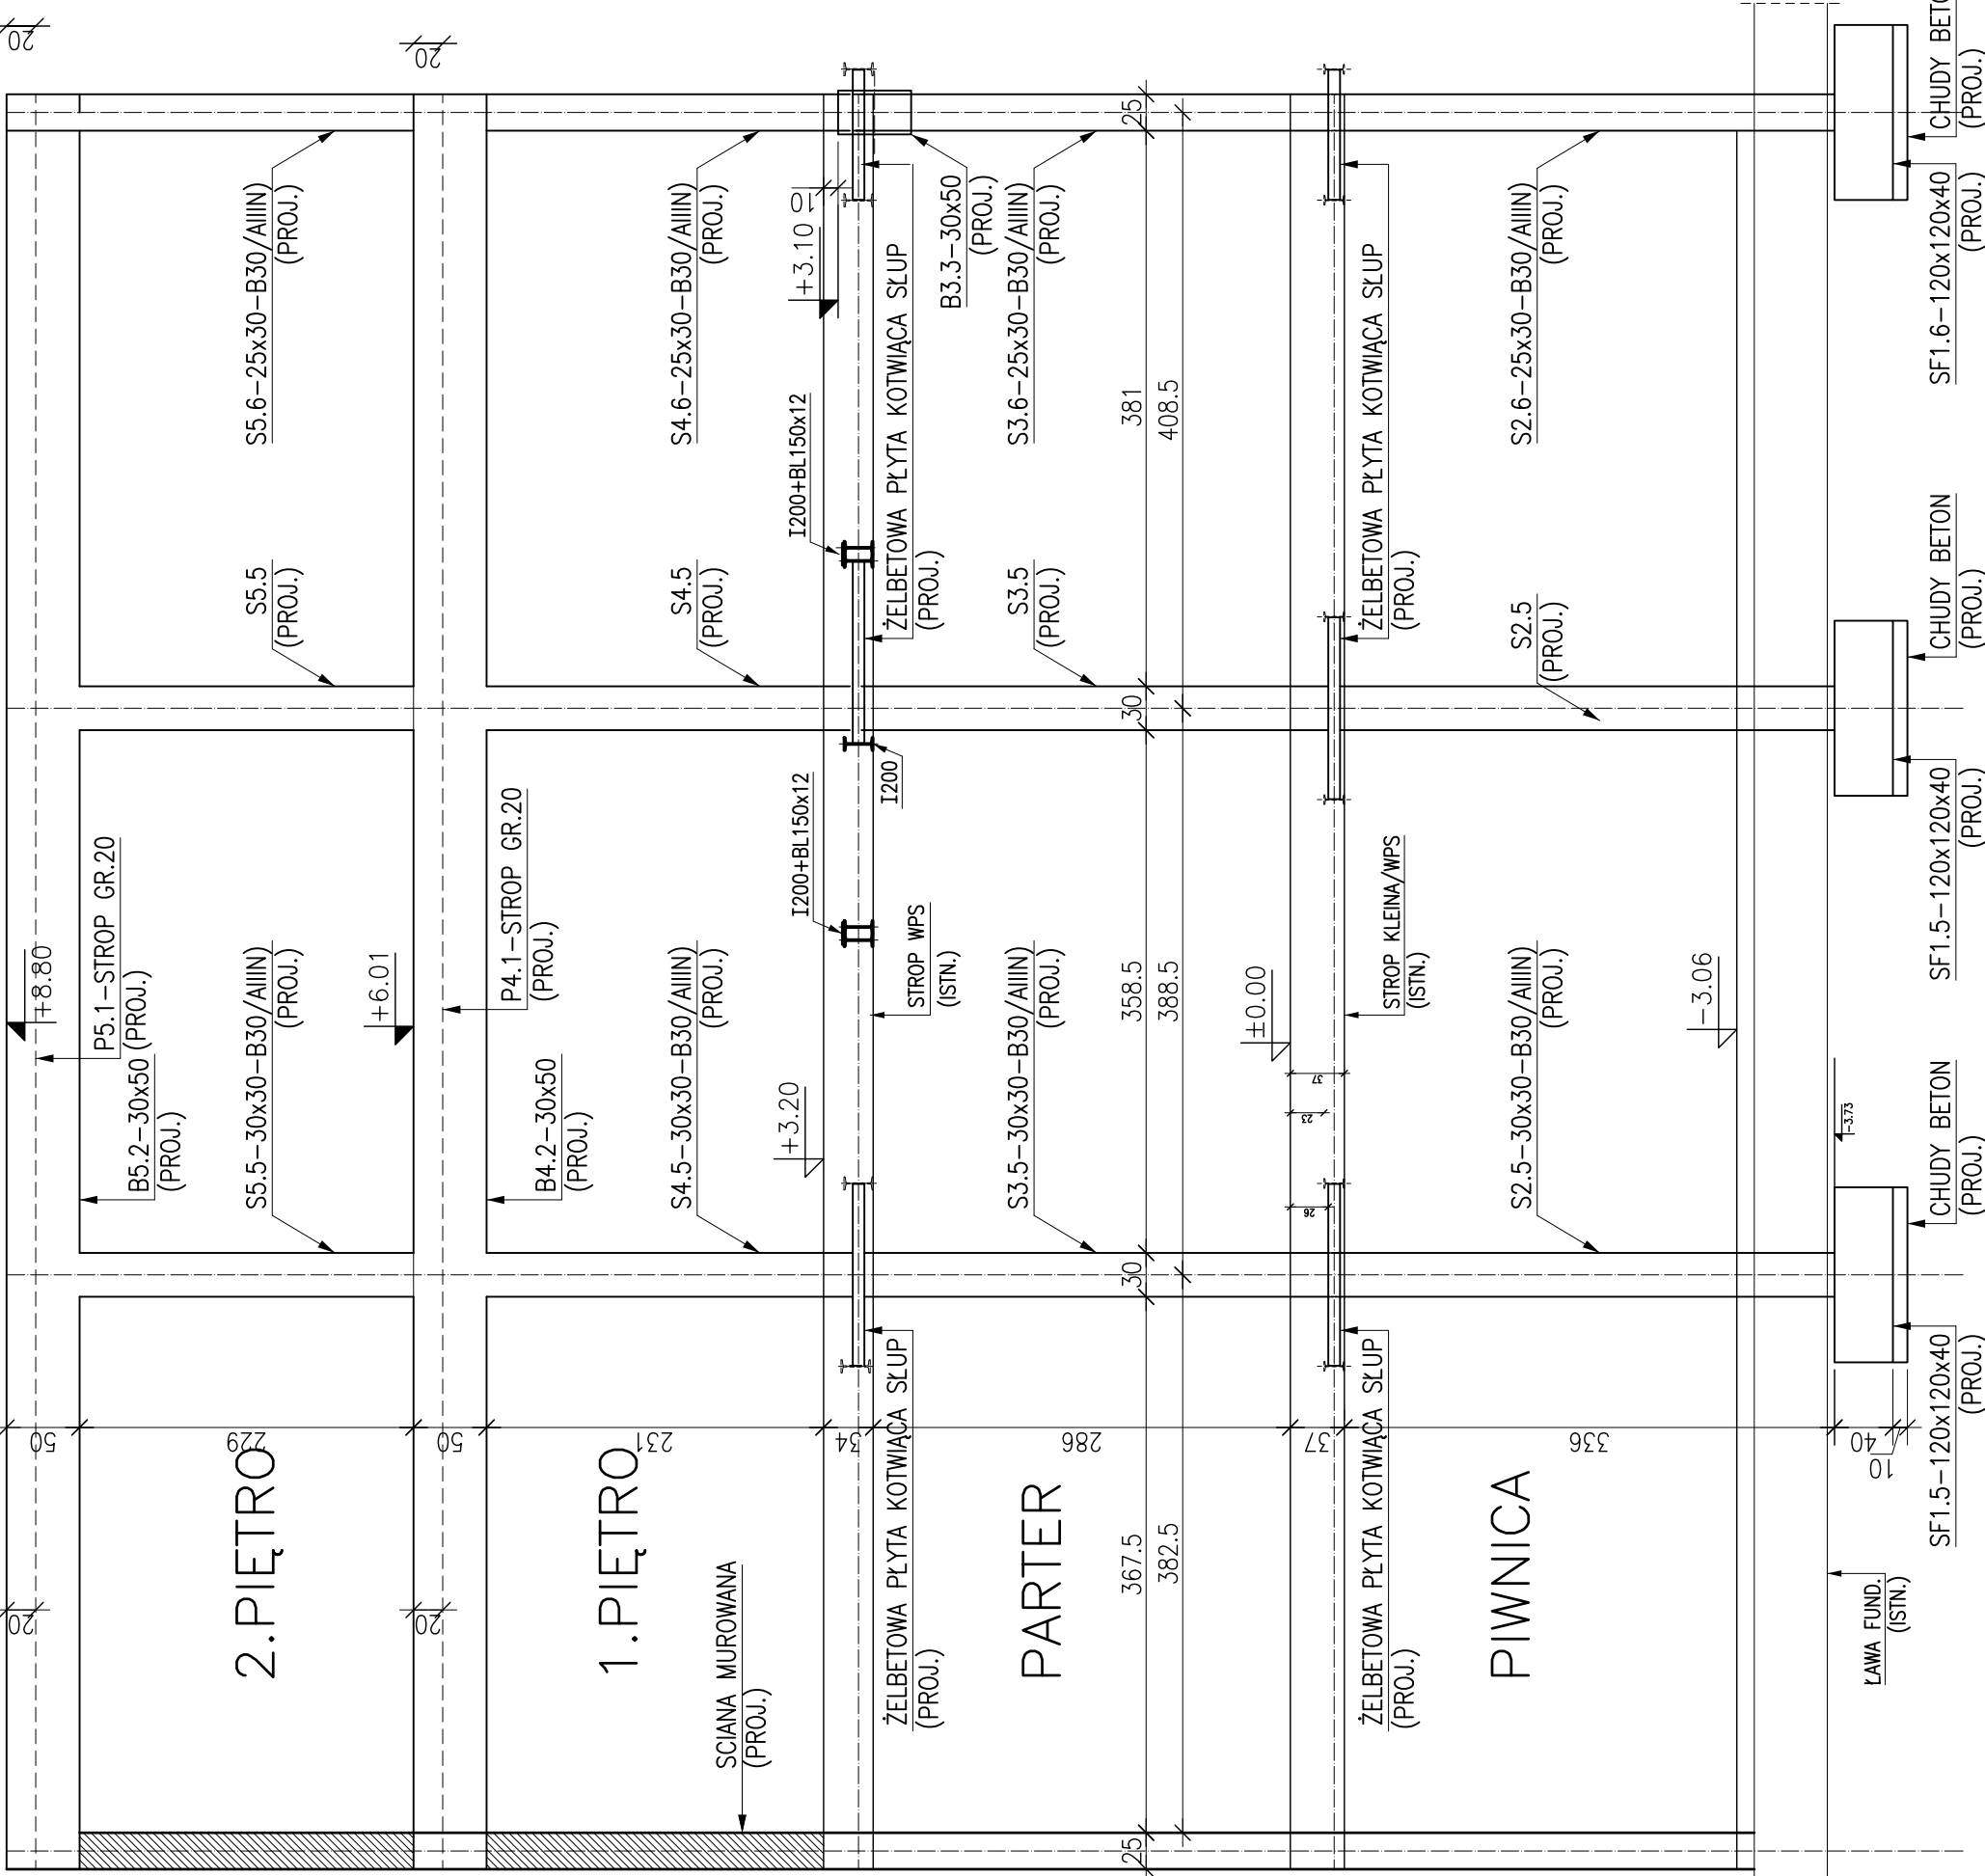 20
20
+8.80
P5.1-STROP GR.20
(PROJ.)
B5.2-30x50
(PROJ.)
S5.6-25x30-B30/AIIIN)
(PROJ.)
S5.5
(PROJ.)
S5.5-30x30-B30/AIIIN)
(PROJ.)
2.PIĘTRO
50
229
20
+6.01
P4.1-STROP GR.20
(PROJ.)
B4.2-30x50
(PROJ.)
50
231
20
1.PIĘTRO
S4.6-25x30-B30/AIIIN)
(PROJ.)
S4.5
(PROJ.)
S4.5-30x30-B30/AIIIN)
(PROJ.)
SCIANA MUROWANA
(PROJ.)
10
+3.10
I200+BL150x12
I200+BL150x12
I200
+3.20
34
ŻELBETOWA PŁYTA KOTWIĄCA SŁUP
(PROJ.)
B3.3-30x50
(PROJ.)
STROP WPS
(ISTN.)
ŻELBETOWA PŁYTA KOTWIĄCA SŁUP
(PROJ.)
S3.6-25x30-B30/AIIIN)
(PROJ.)
S3.5
(PROJ.)
S3.5-30x30-B30/AIIIN)
(PROJ.)
PARTER
286
25
381
30
358.5
30
367.5
25
408.5
388.5
382.5
±0.00
37
23
26
37
ŻELBETOWA PŁYTA KOTWIĄCA SŁUP
(PROJ.)
STROP KLEINA/WPS
(ISTN.)
ŻELBETOWA PŁYTA KOTWIĄCA SŁUP
(PROJ.)
S2.6-25x30-B30/AIIIN)
(PROJ.)
S2.5
(PROJ.)
S2.5-30x30-B30/AIIIN)
(PROJ.)
PIWNICA
336
-3.06
-3.73
40
10
ŁAWA FUND.
(ISTN.)
CHUDY
(PROJ.)
SF1.6-120x120x40
(PROJ.)
CHUDY BETON
(PROJ.)
SF1.5-120x120x40
(PROJ.)
CHUDY BETON
(PROJ.)
SF1.5-120x120x40
(PROJ.)